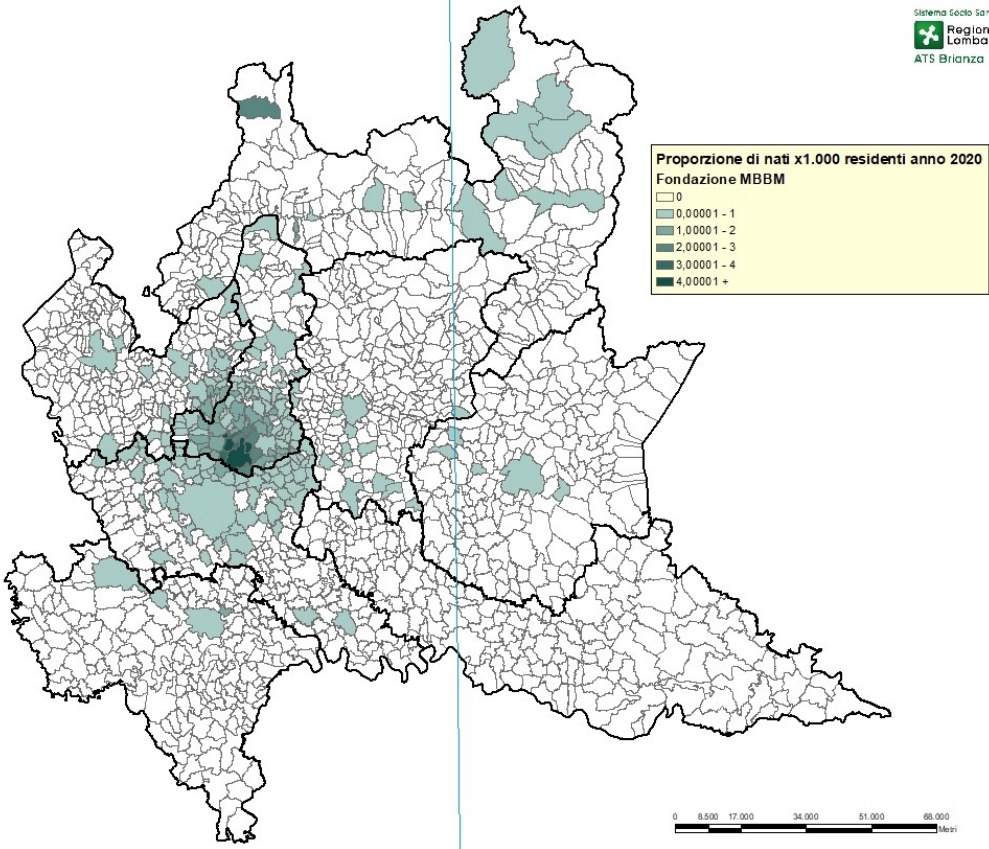 Sistema Socio
Region
Lomba
ATS Brianza
Proporzione di nati x1.000 residenti anno 2020
Fondazione MBBM
0
0,00001 - 1
1,00001 - 2
2,00001 - 3
3,00001 - 4
4,00001 +
0 8.500 17.000 34.000 51.000 68.000
Metri